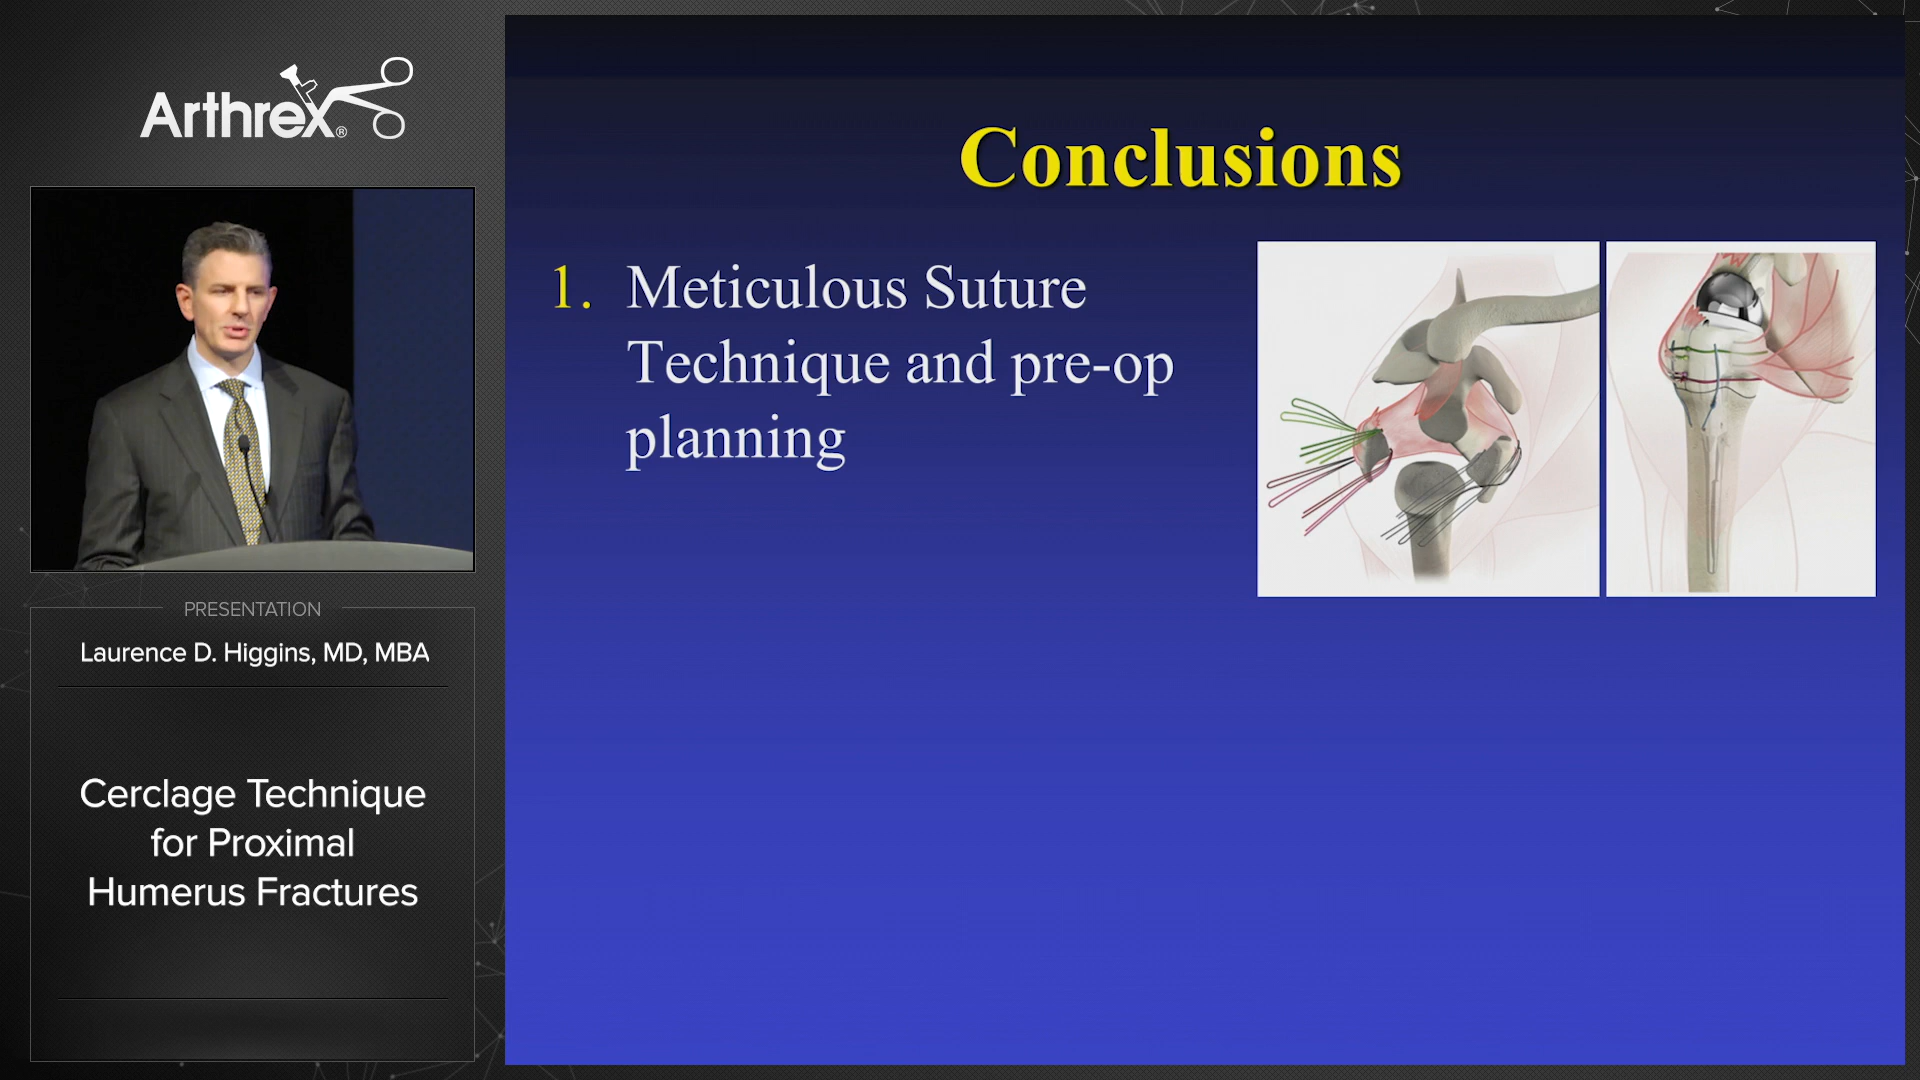 Arthrex®
PRESENTATION
Laurence D. Higgins, MD, MBA
Cerclage Technique
for Proximal
Humerus Fractures
Conclusions
1. Meticulous Suture
Technique and pre-op
planning